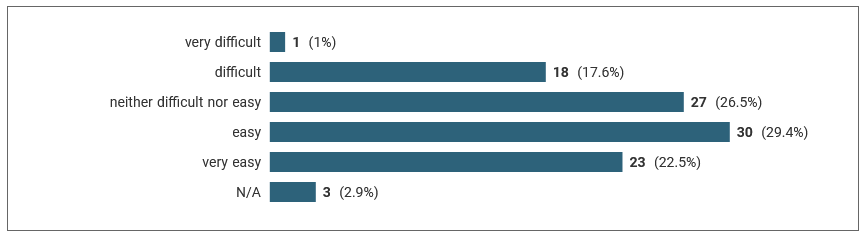 very difficult 1 (1%)
difficult 18 (17.6%)
neither difficult nor easy 27 (26.5%)
easy 30 (29.4%)
very easy 23 (22.5%)
N/A 3 (2.9%)